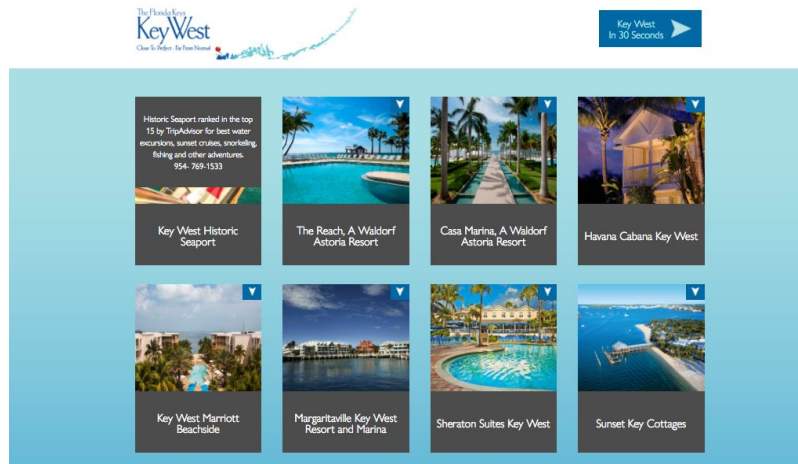 The Florida Keys
Key West
Close To Perfect - Far From Normal
Key West
In 30 Seconds
Historic Seaport ranked in the top
15 by TripAdvisor for best water
excursions, sunset cruises, snorkeling,
fishing and other adventures.
954- 769-1533
Key West Historic
Seaport
The Reach, A Waldorf
Astoria Resort
Casa Marina, A Waldorf
Astoria Resort
Havana Cabana Key West
Key West Marriott
Beachside
Margaritaville Key West
Resort and Marina
Sheraton Suites Key West
Sunset Key Cottages